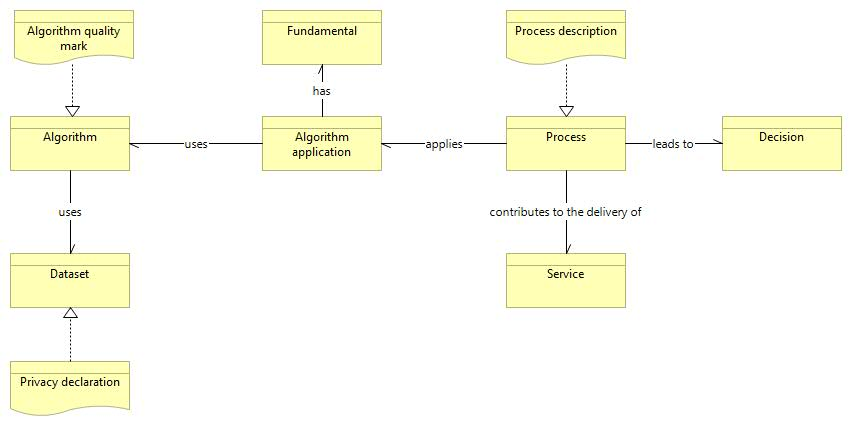 Algorithm quality
mark
Fundamental
Process description
has
Algorithm
uses
Algorithm
application
applies
Process
leads to
Decision
uses
contributes to the delivery of
Dataset
Service
Privacy declaration